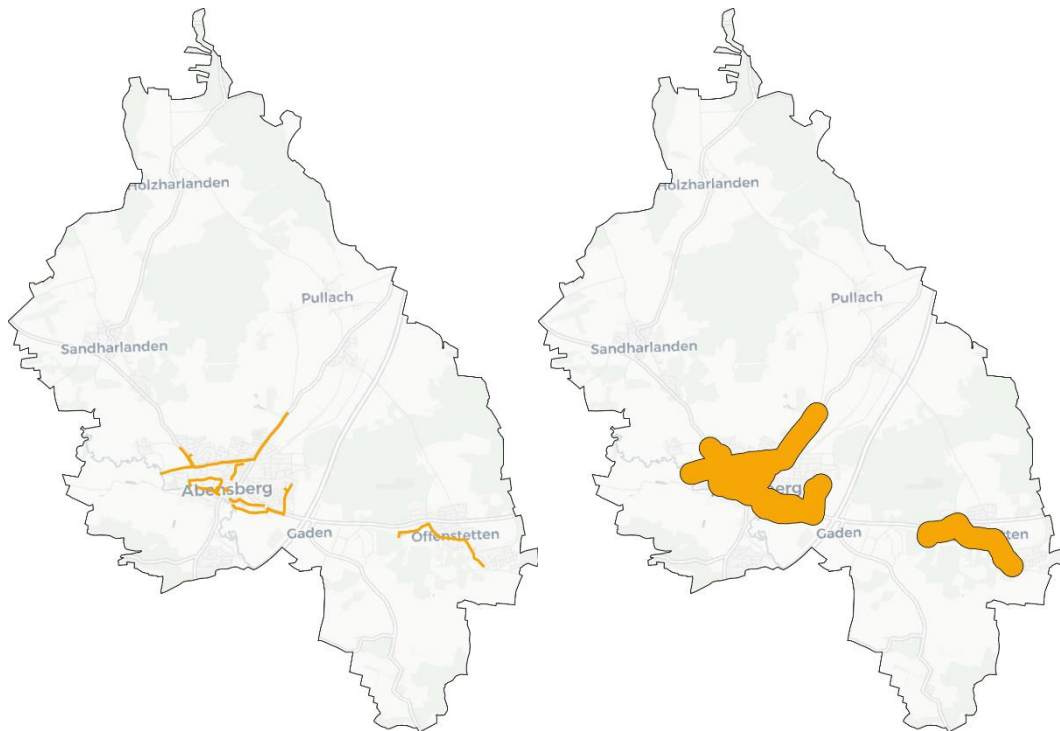 Holzharlanden
Pullach
Sandharlanden
Abensberg
Gaden
Offenstetten
Holzharlanden
Pullach
Sandharlanden
Gaden